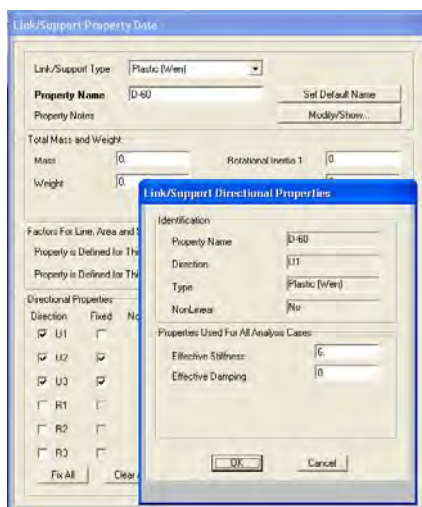 Link/Support Property Data
Link/Support Type Plastic (Wen)
Property Name D-60 Set Default Name
Property Notes Modify/Show...
Total Mass and Weight
Mass 0. Rotational Inertia 1 0.
Weight 0.
Factors For Line, Area and
Property is Defined for Thi
Property is Defined for Thi
Directional Properties
Direction Fixed No
U1
U2
U3
R1
R2
R3
Fix All Clear
Link/Support Directional Properties
Identification
Property Name D-60
Direction U1
Type Plastic (Wen)
NonLinear No
Properties Used For All Analysis Cases
Effective Stiffness 6.
Effective Damping 0.
OK Cancel